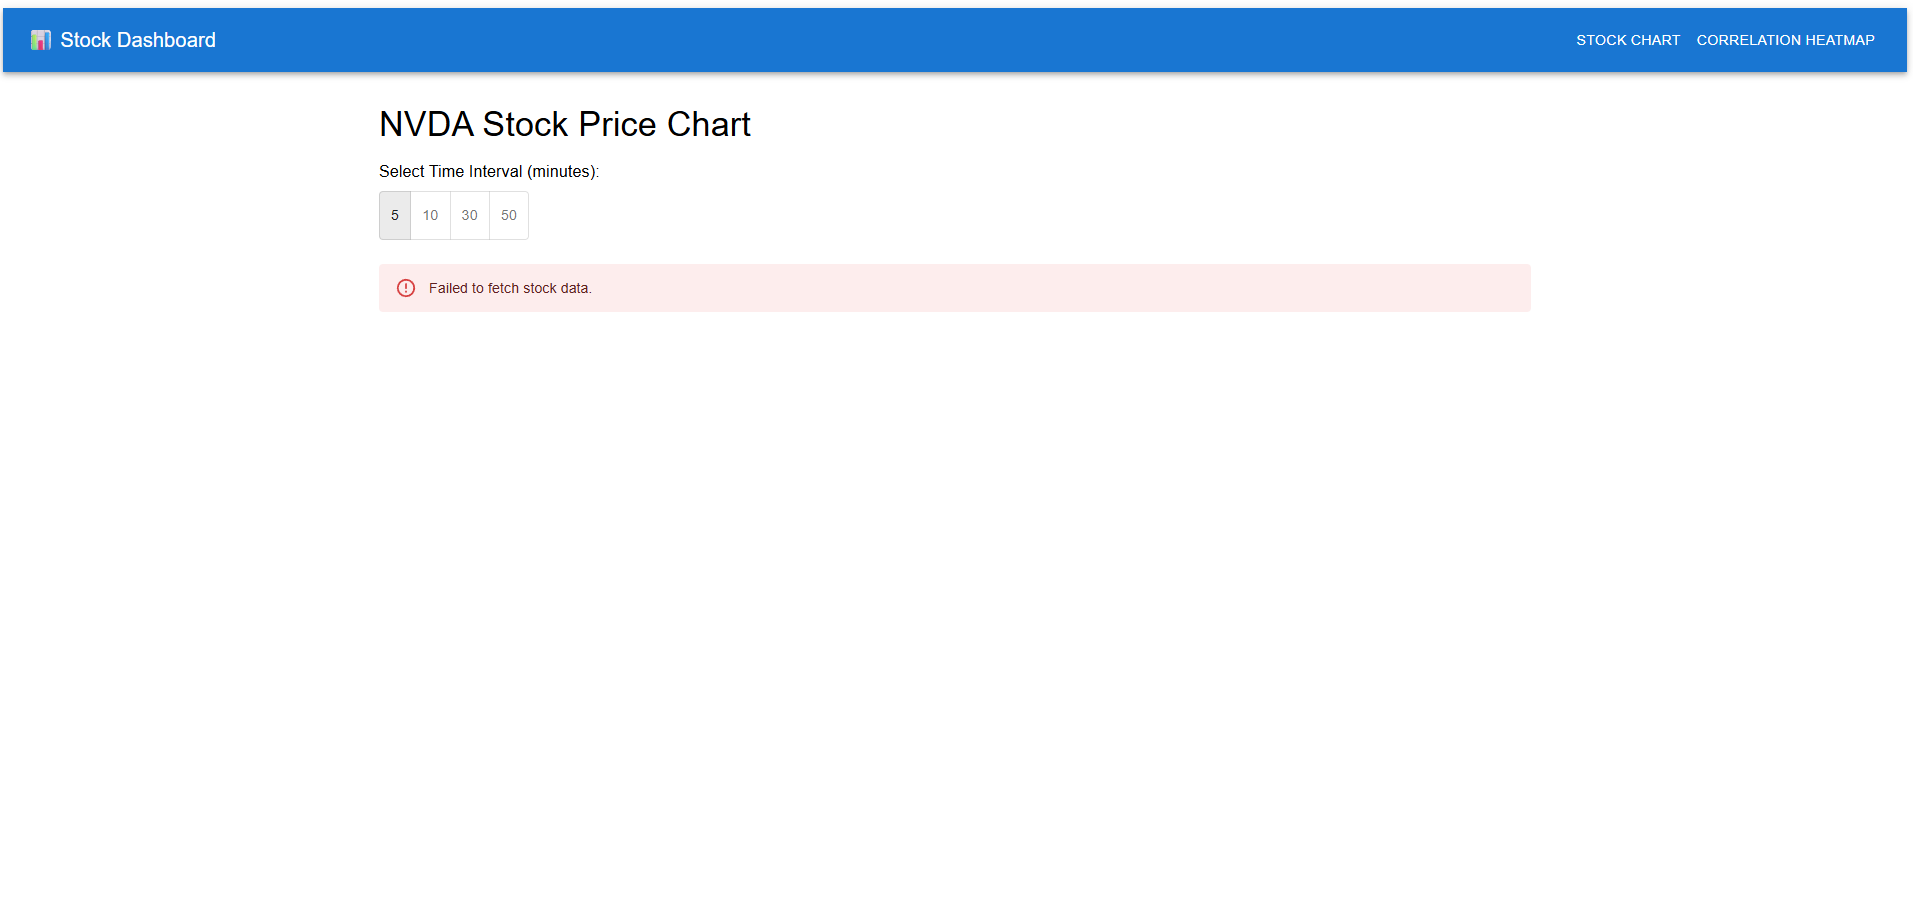 Stock Dashboard
STOCK CHART CORRELATION HEATMAP
NVDA Stock Price Chart
Select Time Interval (minutes):
5 10 30 50
Failed to fetch stock data.